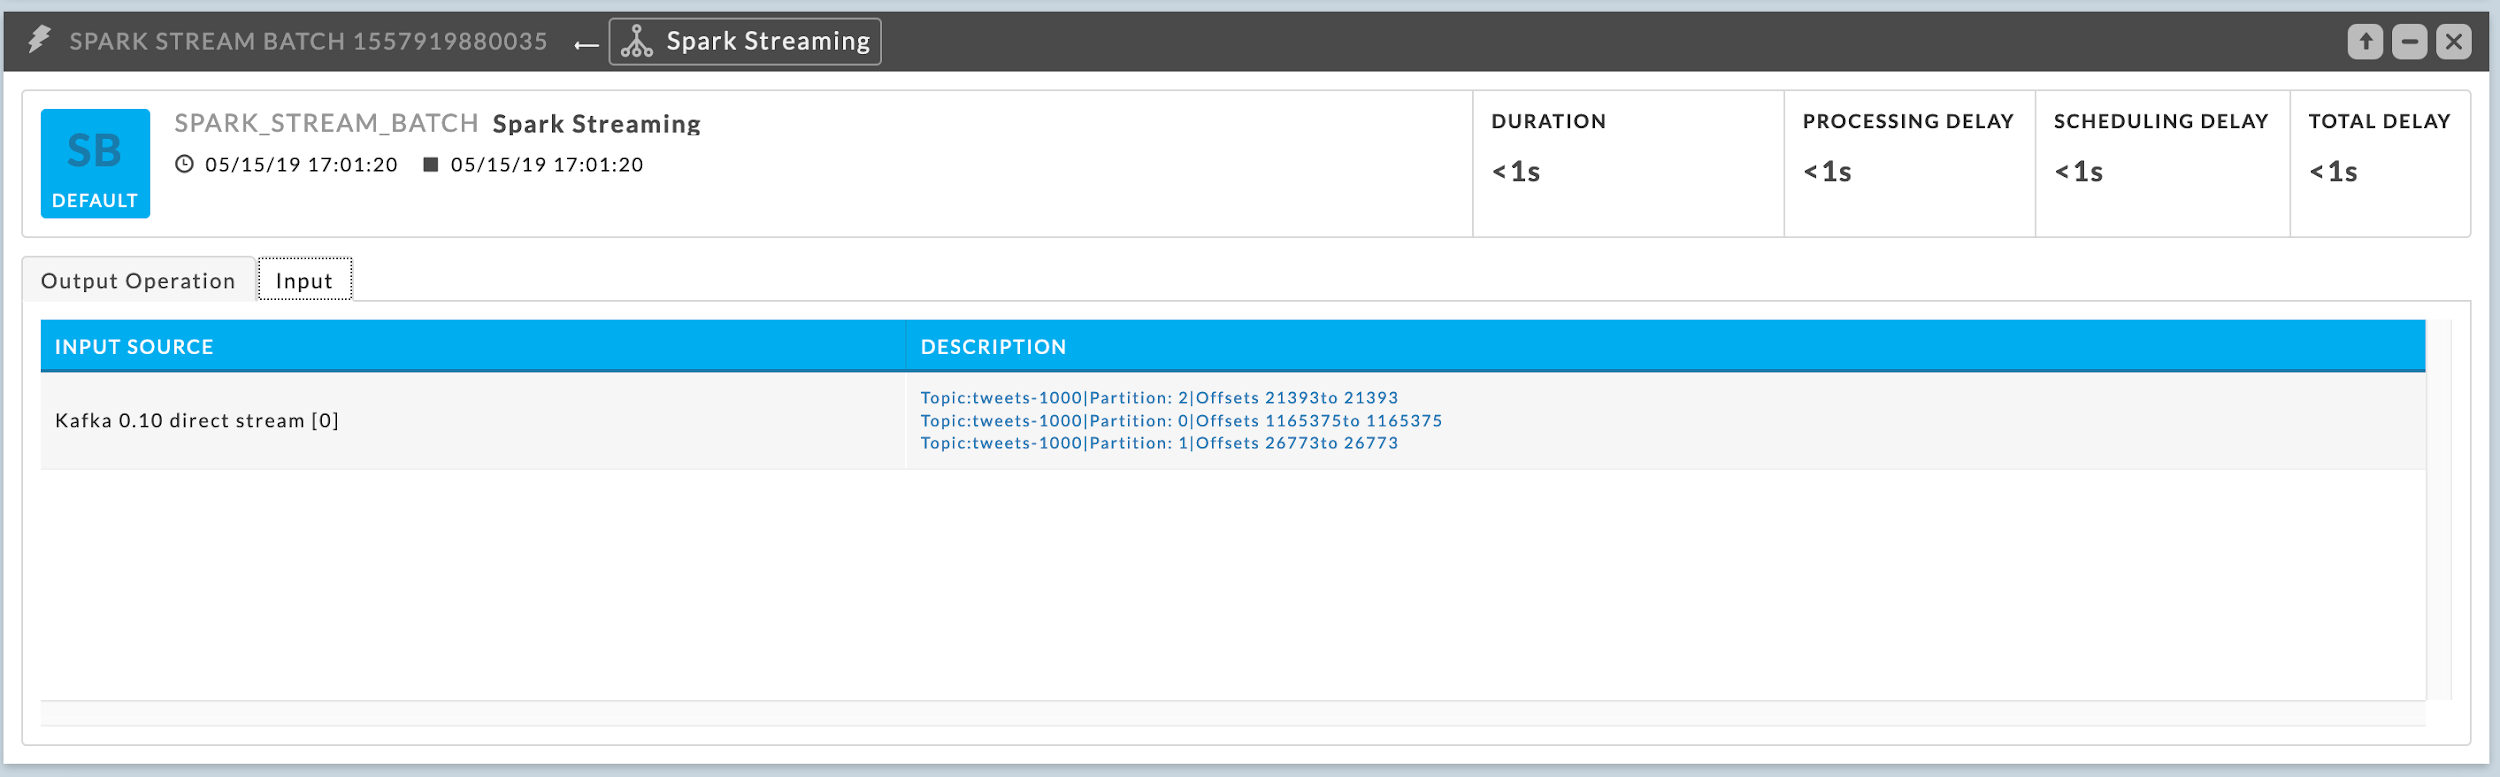 SPARK STREAM BATCH 1557919880035 ← Spark Streaming
SB
DEFAULT
SPARK_STREAM_BATCH Spark Streaming
05/15/19 17:01:20 05/15/19 17:01:20
DURATION
<1s
PROCESSING DELAY
<1s
SCHEDULING DELAY
<1s
TOTAL DELAY
<1s
Output Operation Input
INPUT SOURCE DESCRIPTION
Kafka 0.10 direct stream [0]
Topic:tweets-1000|Partition: 2|Offsets 21393to 21393
Topic:tweets-1000|Partition: 0|Offsets 1165375to 1165375
Topic:tweets-1000|Partition: 1|Offsets 26773to 26773